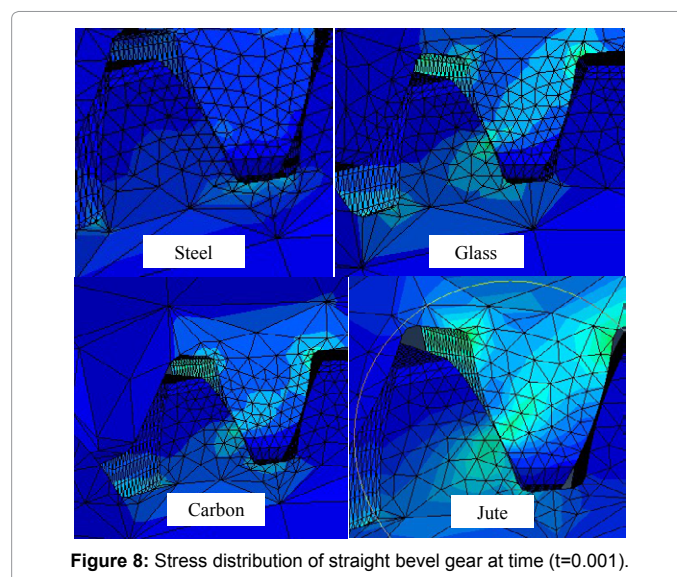 Steel
Glass
Carbon
Jute
Figure 8: Stress distribution of straight bevel gear at time (t=0.001).